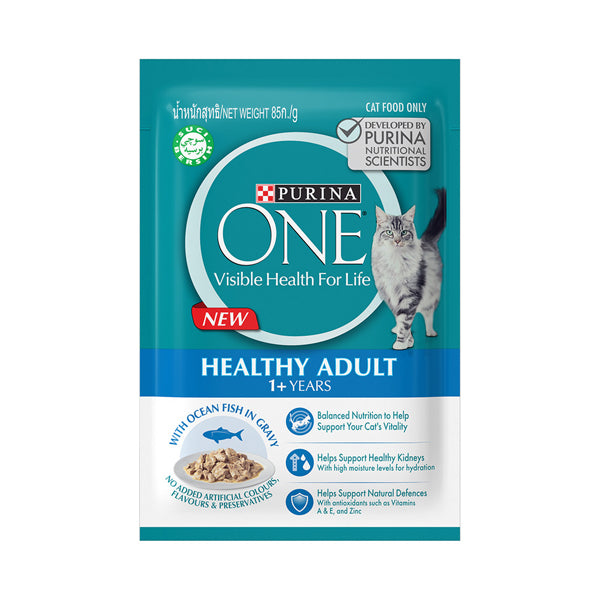 น้ำหนักสุทธิ/NET WEIGHT 85ก./g
CAT FOOD ONLY
SUCI
BERSIH
DEVELOPED BY
PURINA
NUTRITIONAL
SCIENTISTS
PURINA
ONE®
Visible Health For Life
NEW
HEALTHY ADULT
1+ YEARS
WITH OCEAN FISH IN GRAVY
NO ADDED ARTIFICIAL COLOURS,
FLAVOURS & PRESERVATIVES
Balanced Nutrition to Help
Support Your Cat's Vitality
Helps Support Healthy Kidneys
With high moisture levels for hydration
Helps Support Natural Defences
With antioxidants such as Vitamins
A & E, and Zinc